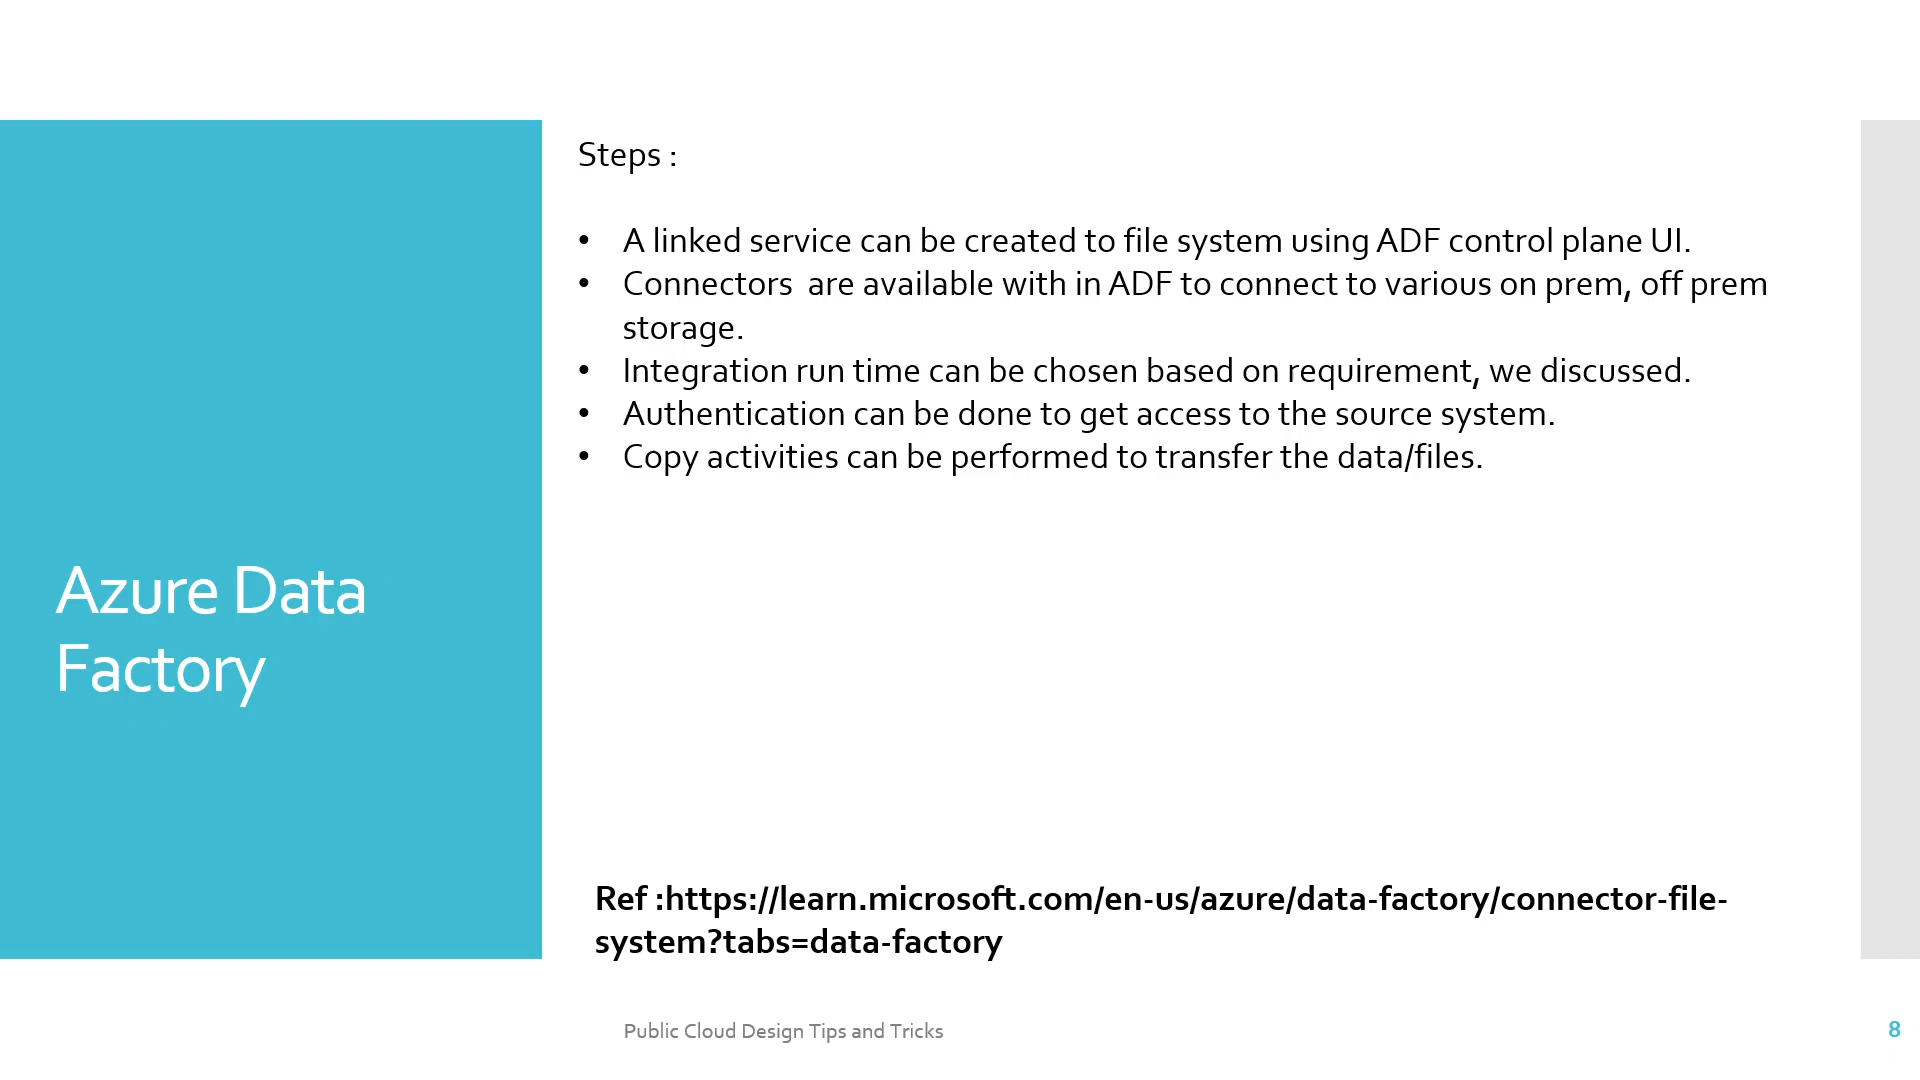 Azure Data
Factory
Steps :
• A linked service can be created to file system using ADF control plane UI.
• Connectors  are available with in ADF to connect to various on prem, off prem
storage.
• Integration run time can be chosen based on requirement, we discussed.
• Authentication can be done to get access to the source system.
• Copy activities can be performed to transfer the data/files.
Ref :https://learn.microsoft.com/en-us/azure/data-factory/connector-file-
system?tabs=data-factory
Public Cloud Design Tips and Tricks
8